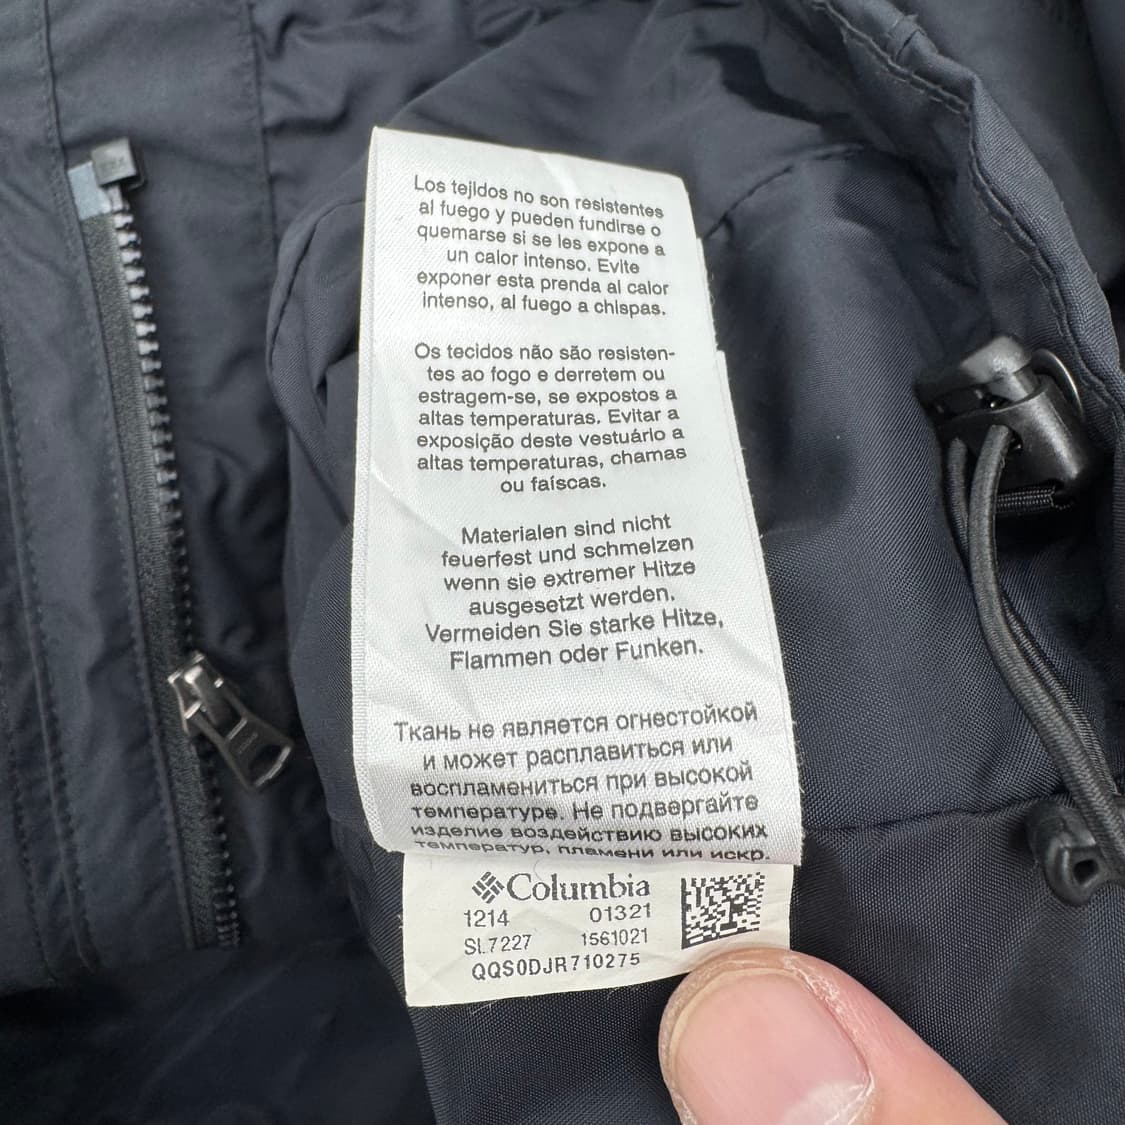 Los tejidos no son resistentes
al fuego y pueden fundirse o
quemarse si se les expone a
un calor intenso. Evite
exponer esta prenda al calor
intenso, al fuego a chispas.
Os tecidos não são resisten-
tes ao fogo e derretem ou
estragem-se, se expostos a
altas temperaturas. Evitar a
exposição deste vestuário a
altas temperaturas, chamas
ou faíscas.
Materialen sind nicht
feuerfest und schmelzen
wenn sie extremer Hitze
ausgesetzt werden.
Vermeiden Sie starke Hitze,
Flammen oder Funken.
Ткань не является огнестойкой
и может расплавиться или
воспламениться при высокой
температуре. Не подвергайте
изделие воздействию высоких
температур, пламени или искр.
Columbia
1214 01321
SL7227 1561021
QQS0DJR710275